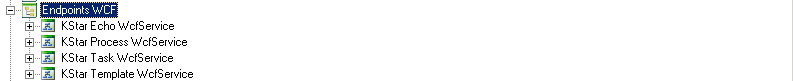 Endpoints WCF
KStar Echo WcfService
KStar Process WcfService
KStar Task WcfService
KStar Template WcfService